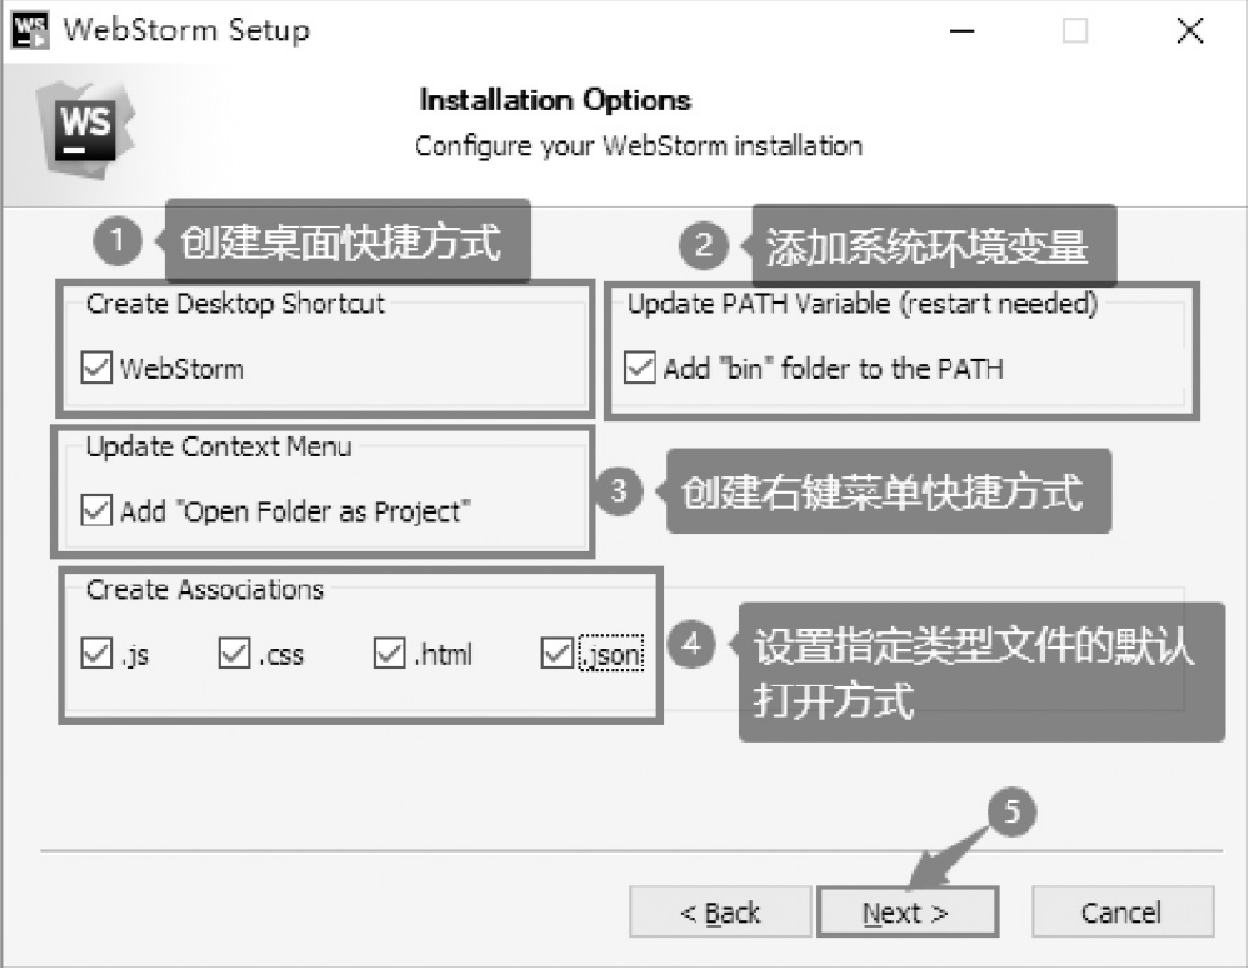 WebStorm Setup
WS
Installation Options
Configure your WebStorm installation
1 创建桌面快捷方式
2 添加系统环境变量
Create Desktop Shortcut
Update PATH Variable (restart needed)
WebStorm
Add "bin" folder to the PATH
Update Context Menu
Add "Open Folder as Project"
3 创建右键菜单快捷方式
Create Associations
.js .css .html .json
4 设置指定类型文件的默认
打开方式
5
< Back Next > Cancel